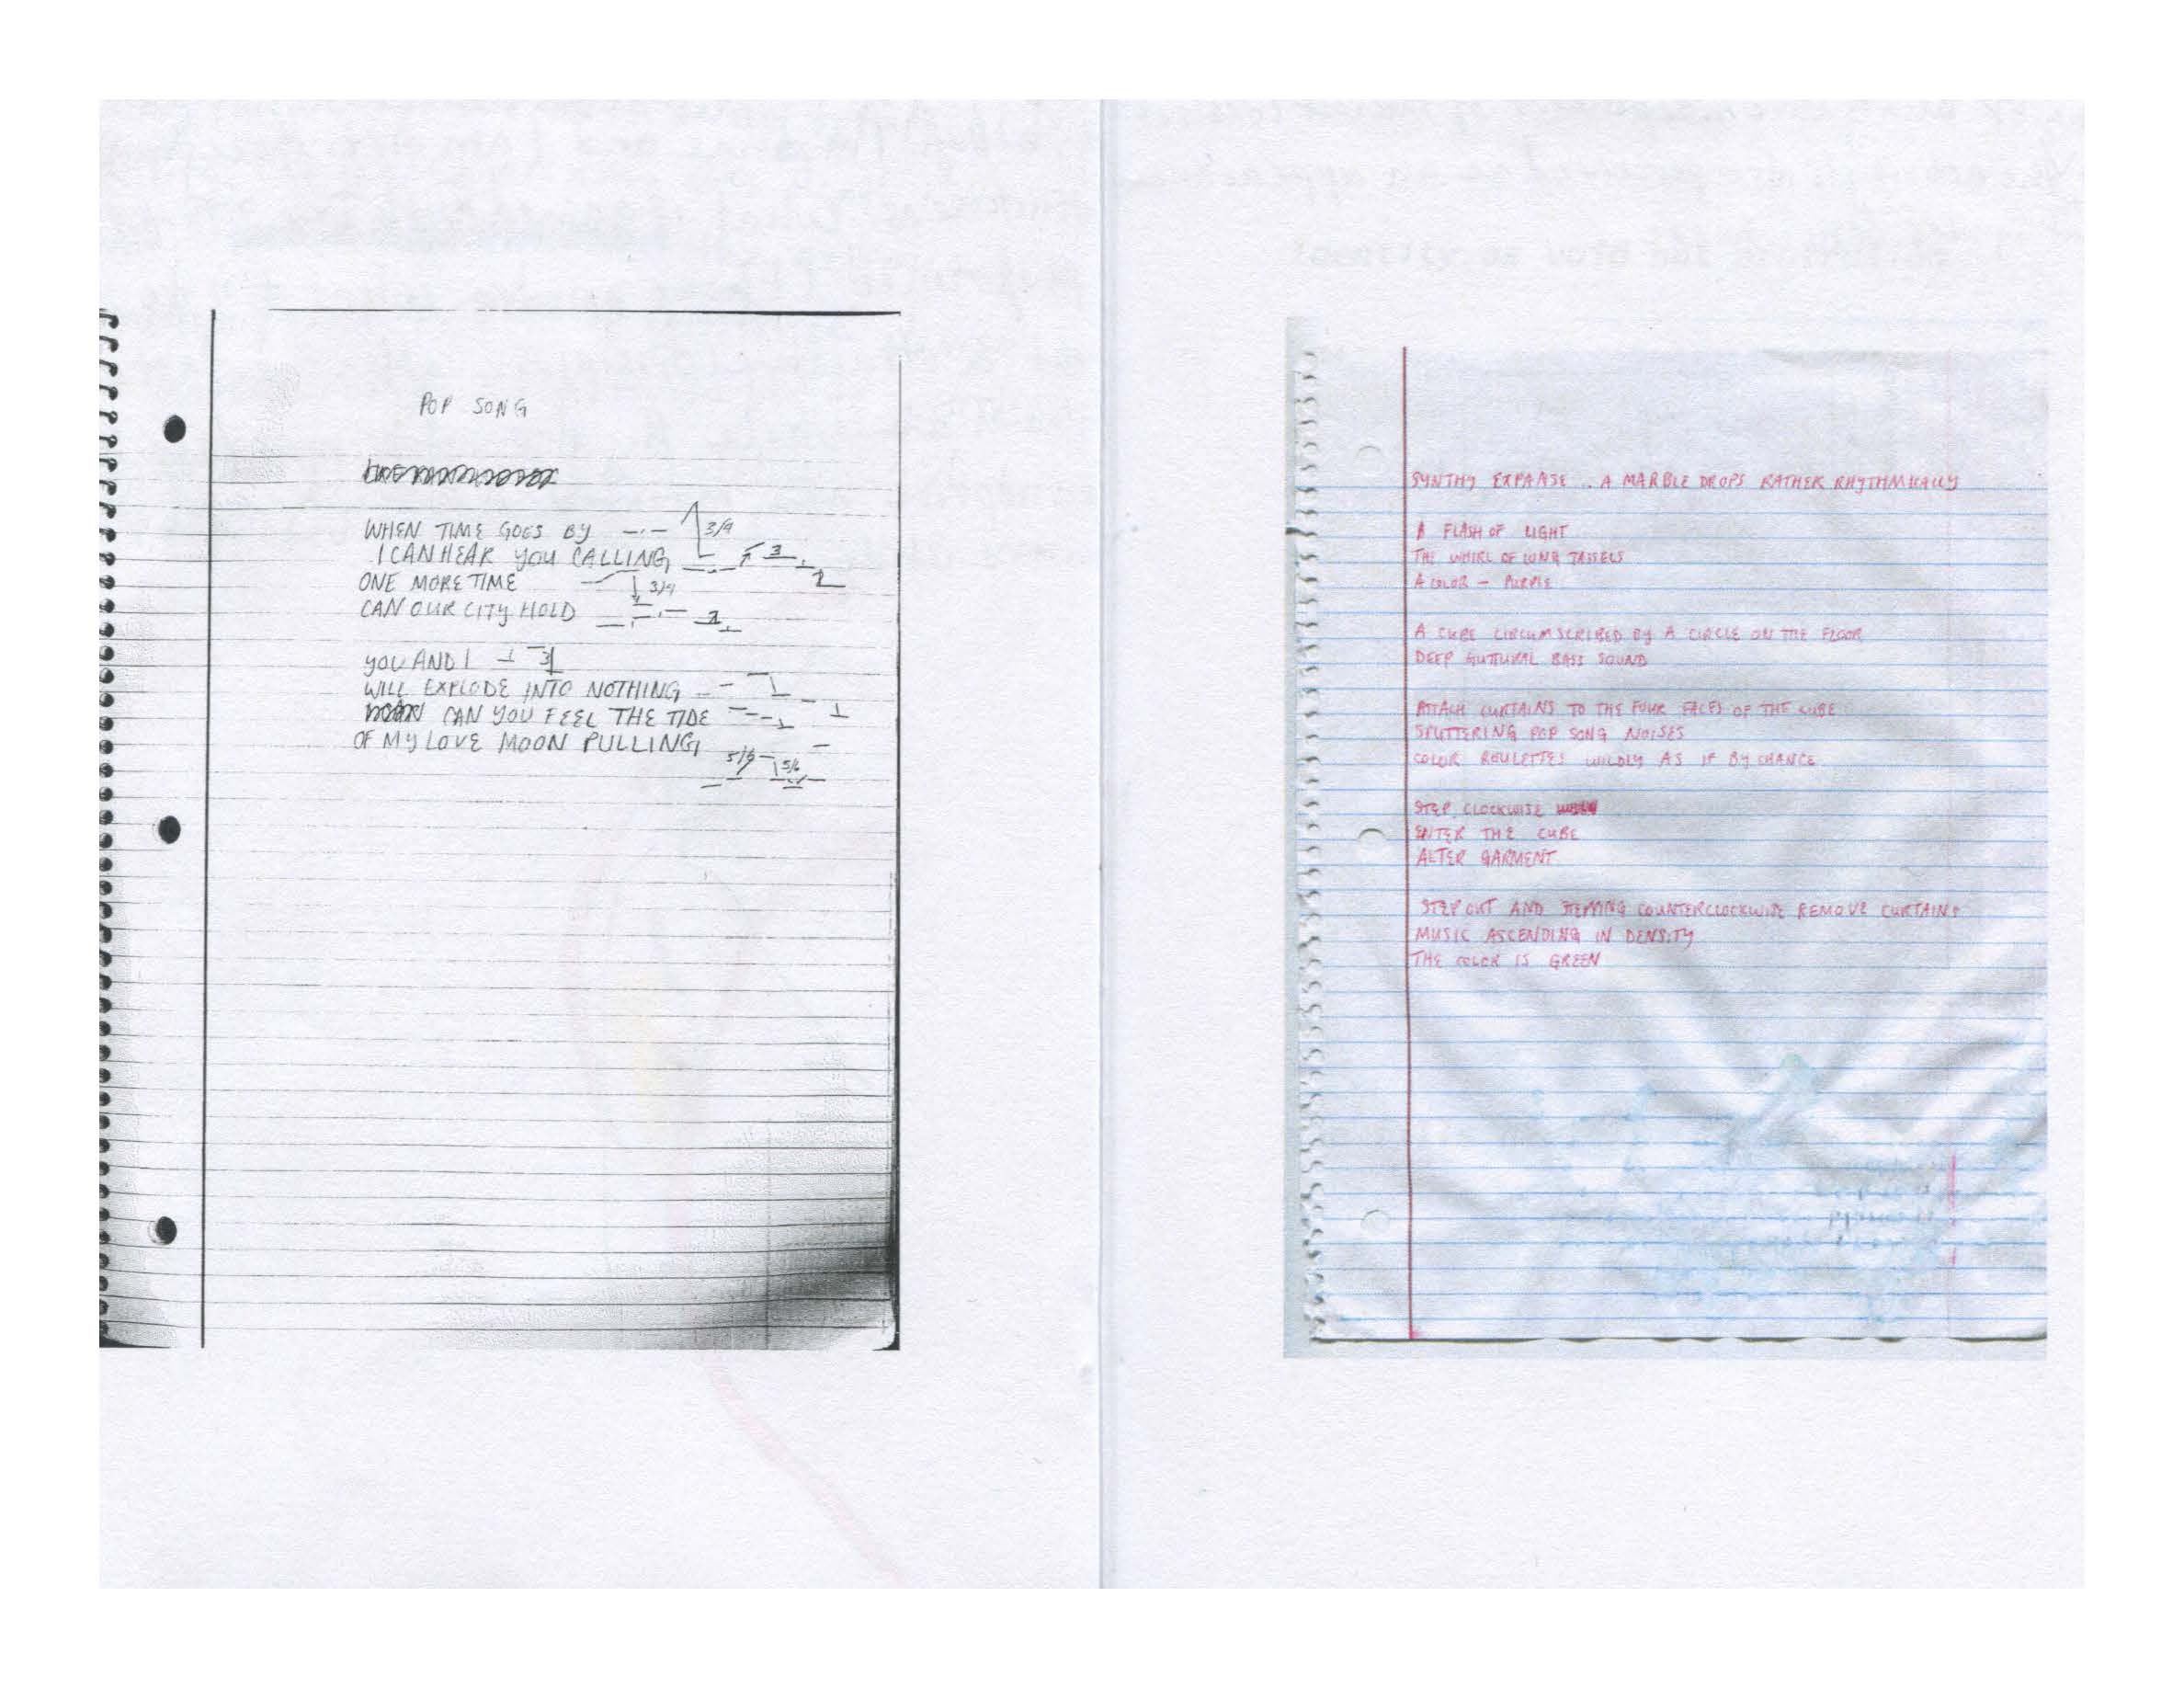 POP SONG
WHEN TIME GOES BY 3/4
I CAN HEAR YOU CALLING 3 2
ONE MORE TIME 3/4
CAN OUR CITY HOLD 2
YOU AND I 3
WILL EXPLODE INTO NOTHING
CAN YOU FEEL THE TIDE
OF MY LOVE MOON PULLING 5/6 5/6
SYNTHY EXPANSE .. A MARBLE DROPS RATHER RHYTHMICALLY
A FLASH OF LIGHT
THE WHIRL OF LONG TASSELS
A COLOR - PURPLE
A CUBE CIRCUMSCRIBED BY A CIRCLE ON THE FLOOR
DEEP GUTTURAL BASS SOUND
ATTACH CURTAINS TO THE FOUR FACES OF THE CUBE
SPUTTERING POP SONG NOISES
COLOR ROULETTES WILDLY AS IF BY CHANCE
STEP CLOCKWISE
ENTER THE CUBE
ALTER GARMENT
STEP OUT AND STEPPING COUNTERCLOCKWISE REMOVE CURTAINS
MUSIC ASCENDING IN DENSITY
THE COLOR IS GREEN